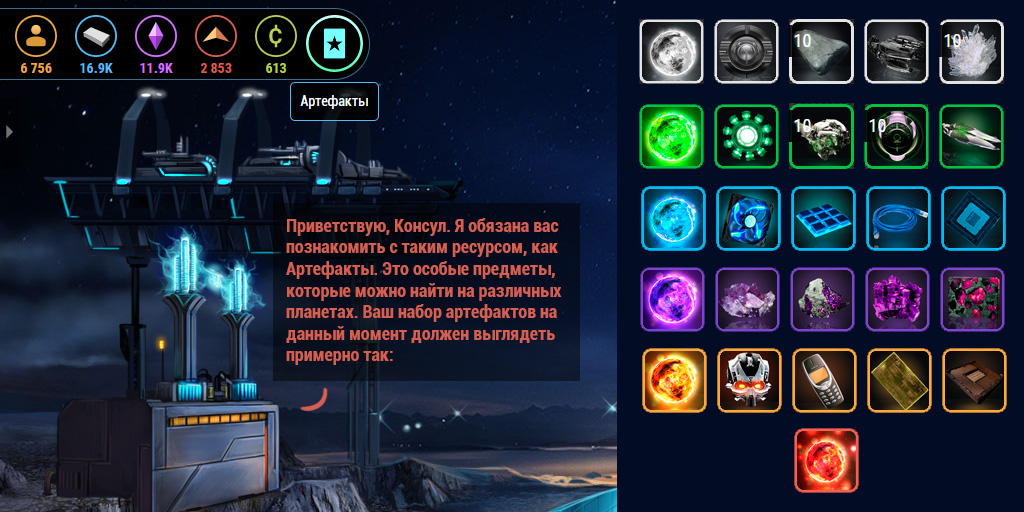 6 756
16.9K
11.9K
2 853
613
Артефакты
Приветствую, Консул. Я обязана вас
познакомить с таким ресурсом, как
Артефакты. Это особые предметы,
которые можно найти на различных
планетах. Ваш набор артефактов на
данный момент должен выглядеть
примерно так:
10
10
10
10